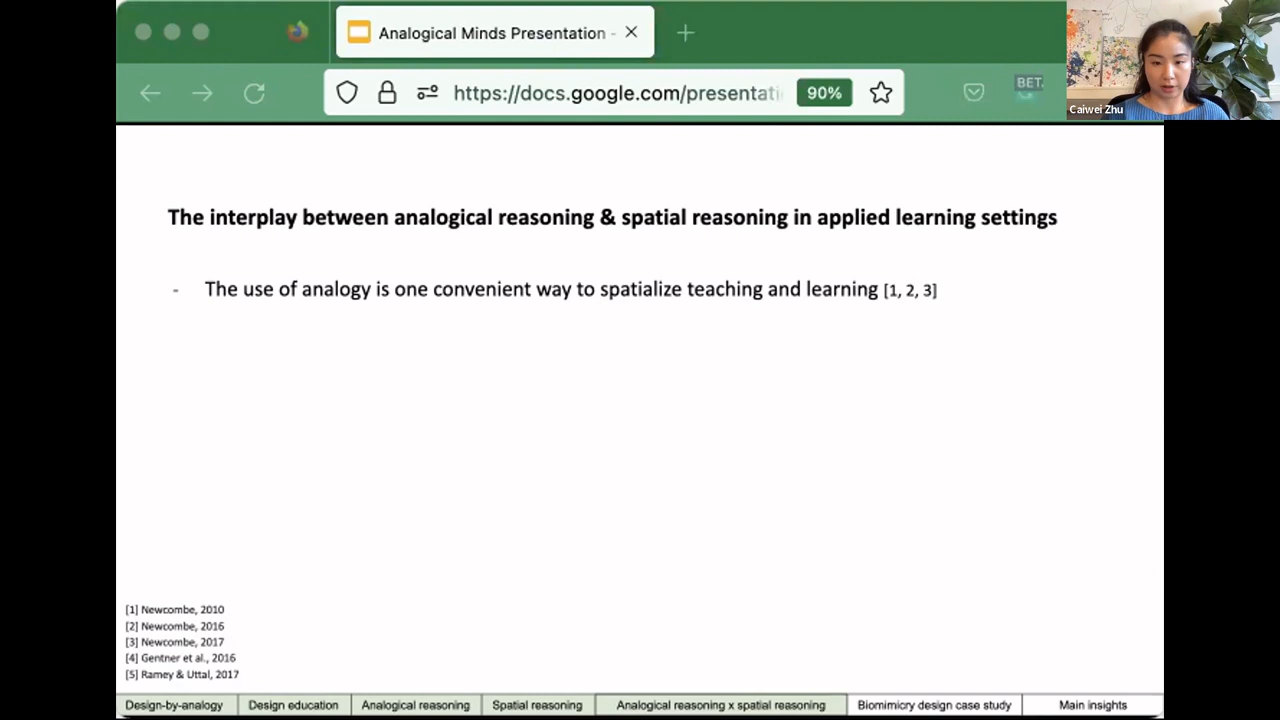 Analogical Minds Presentation -
https://docs.google.com/presentati
90%
BET.
Caiwei Zhu
The interplay between analogical reasoning & spatial reasoning in applied learning settings
- The use of analogy is one convenient way to spatialize teaching and learning [1, 2, 3]
[1] Newcombe, 2010
[2] Newcombe, 2016
[3] Newcombe, 2017
[4] Gentner et al., 2016
[5] Ramey & Uttal, 2017
Design-by-analogy Design education Analogical reasoning Spatial reasoning Analogical reasoning x spatial reasoning Biomimicry design case study Main insights